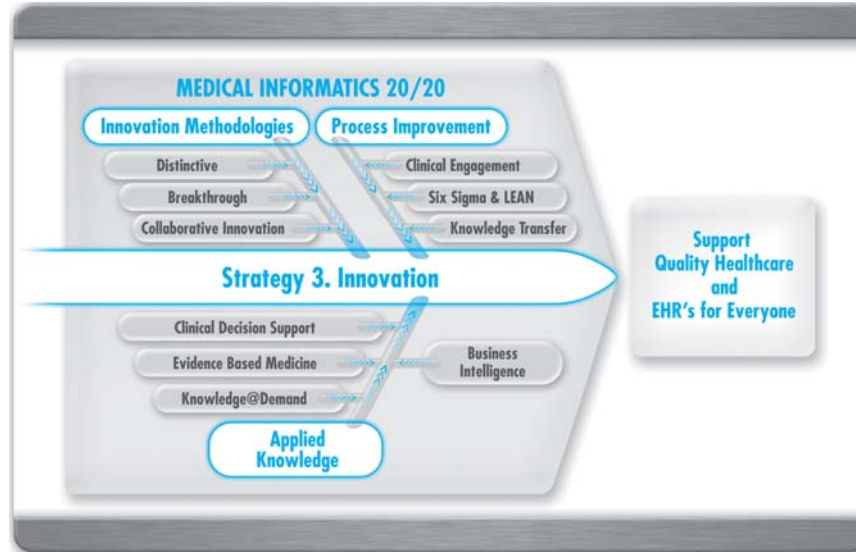 MEDICAL INFORMATICS 20/20
Innovation Methodologies
Process Improvement
Distinctive
Clinical Engagement
Breakthrough
Six Sigma & LEAN
Collaborative Innovation
Knowledge Transfer
Strategy 3. Innovation
Support
Quality Healthcare
and
EHR's for Everyone
Clinical Decision Support
Evidence Based Medicine
Business
Intelligence
Knowledge@Demand
Applied
Knowledge